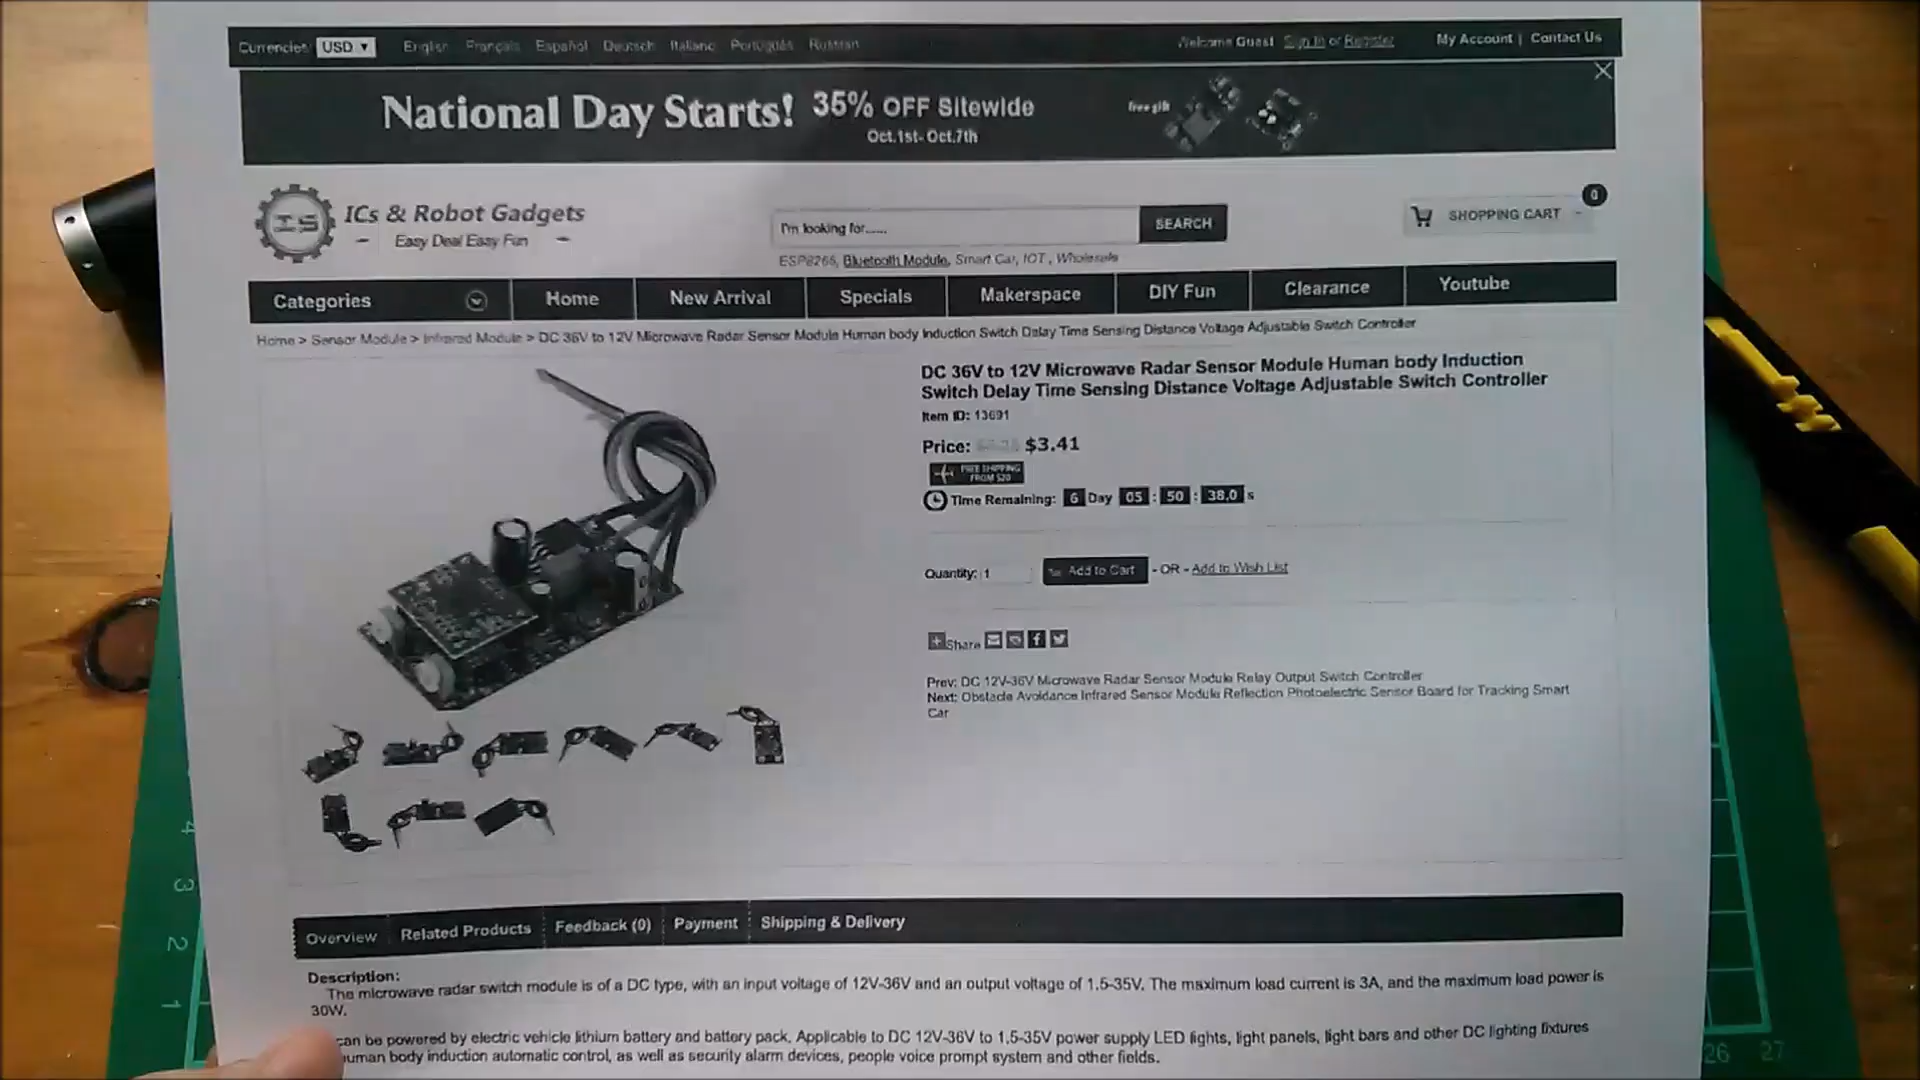 Currencies: USD ▼ English Français Español Deutsch Italiano Português Russian Welcome Guest Sign In or Register My Account | Contact Us
National Day Starts! 35% OFF Sitewide free gift
Oct.1st- Oct.7th
ICs & Robot Gadgets
Easy Deal Easy Fun
I'm looking for...... SEARCH
0
SHOPPING CART
ESP8266, Bluetooth Module, Smart Car, IOT , Wholesale
Categories Home New Arrival Specials Makerspace DIY Fun Clearance Youtube
Home > Sensor Module > Infrared Module > DC 36V to 12V Microwave Radar Sensor Module Human body Induction Switch Delay Time Sensing Distance Voltage Adjustable Switch Controller
DC 36V to 12V Microwave Radar Sensor Module Human body Induction
Switch Delay Time Sensing Distance Voltage Adjustable Switch Controller
Item ID: 13691
Price: $3.41
FREE SHIPPING
FROM $20
Time Remaining: 6 Day 05 : 50 : 38.0 s
Quantity: 1 Add to Cart - OR - Add to Wish List
Share
Prev: DC 12V-36V Microwave Radar Sensor Module Relay Output Switch Controller
Next: Obstacle Avoidance Infrared Sensor Module Reflection Photoelectric Sensor Board for Tracking Smart
Car
Overview Related Products Feedback (0) Payment Shipping & Delivery
Description:
The microwave radar switch module is of a DC type, with an input voltage of 12V-36V and an output voltage of 1.5-35V. The maximum load current is 3A, and the maximum load power is
30W.
can be powered by electric vehicle lithium battery and battery pack. Applicable to DC 12V-36V to 1.5-35V power supply LED lights, light panels, light bars and other DC lighting fixtures
uman body induction automatic control, as well as security alarm devices, people voice prompt system and other fields.
4
3
2
1
26 27